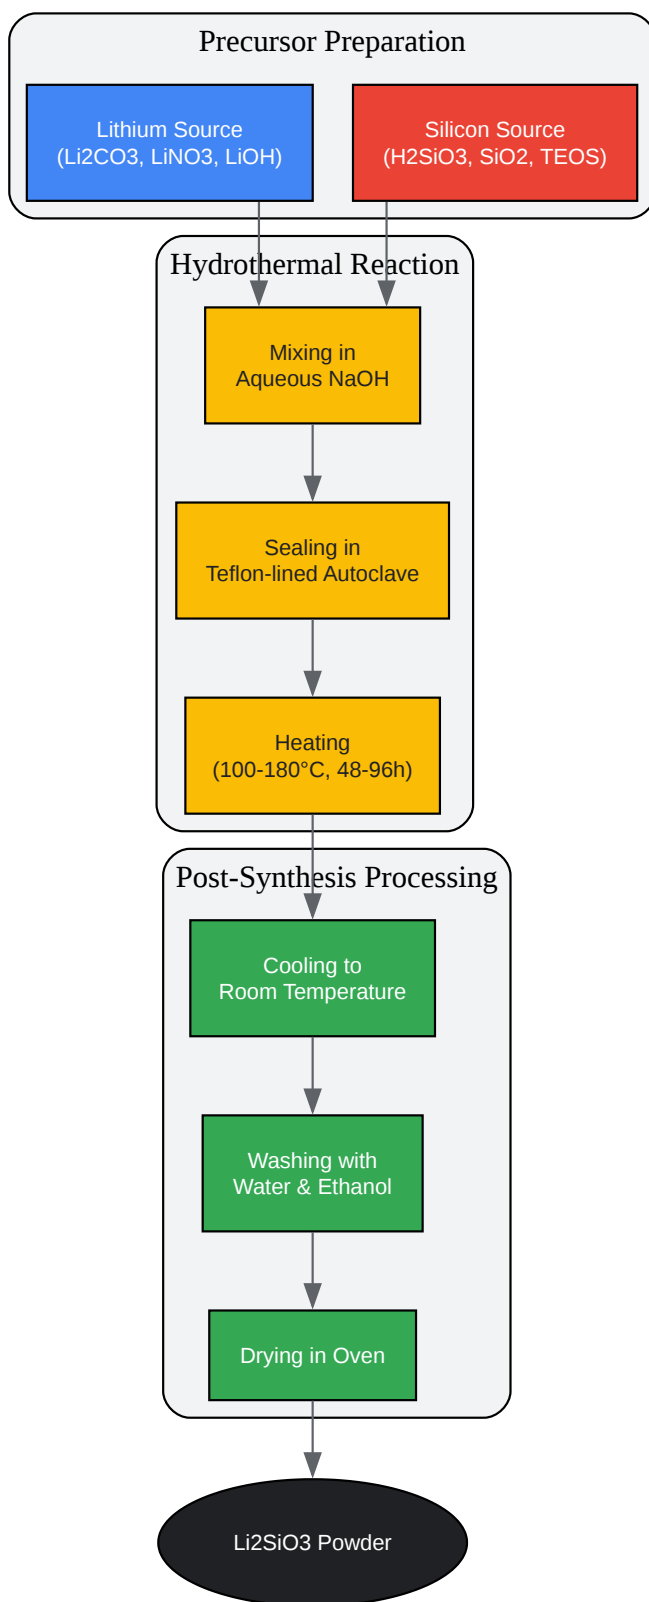 Precursor Preparation
Lithium Source
(Li2CO3, LiNO3, LiOH)
Silicon Source
(H2SiO3, SiO2, TEOS)
Hydrothermal Reaction
Mixing in
Aqueous NaOH
Sealing in
Teflon-lined Autoclave
Heating
(100-180°C, 48-96h)
Post-Synthesis Processing
Cooling to
Room Temperature
Washing with
Water & Ethanol
Drying in Oven
Li2SiO3 Powder